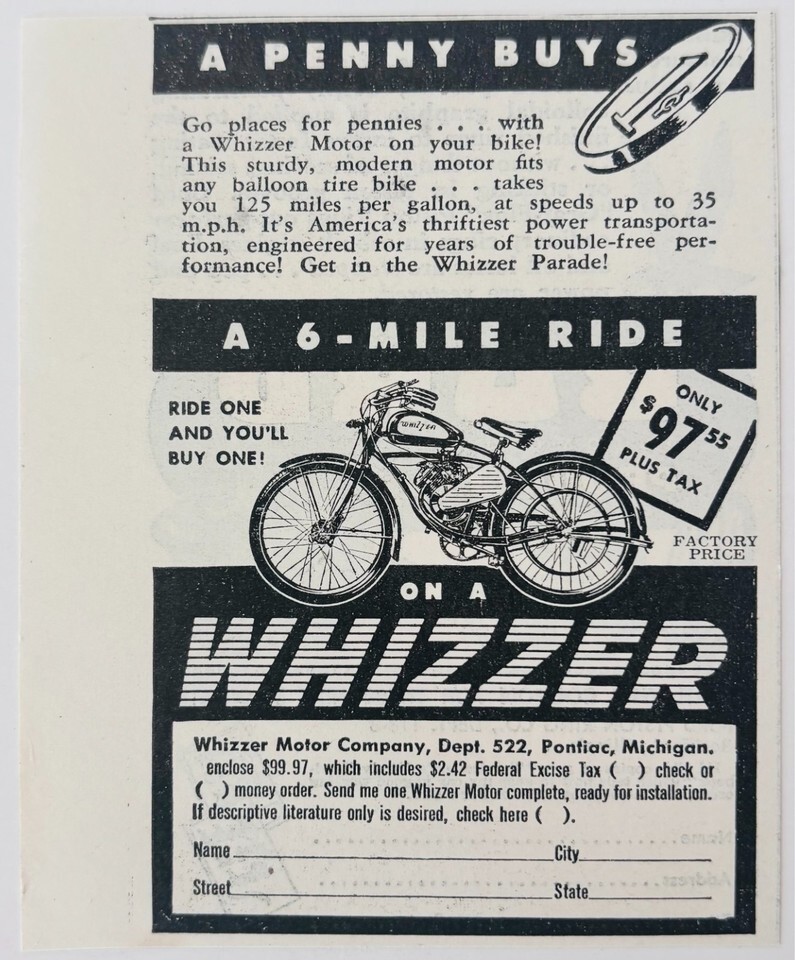 A PENNY BUYS
1¢
Go places for pennies . . . with
a Whizzer Motor on your bike!
This sturdy, modern motor fits
any balloon tire bike . . . takes
you 125 miles per gallon, at speeds up to 35
m.p.h. It's America's thriftiest power transporta-
tion, engineered for years of trouble-free per-
formance! Get in the Whizzer Parade!
A 6-MILE RIDE
RIDE ONE
AND YOU'LL
BUY ONE!
WHIZZER
ONLY
$97.55
PLUS TAX
FACTORY
PRICE
ON A
WHIZZER
Whizzer Motor Company, Dept. 522, Pontiac, Michigan.
enclose $99.97, which includes $2.42 Federal Excise Tax ( ) check or
( ) money order. Send me one Whizzer Motor complete, ready for installation.
If descriptive literature only is desired, check here ( ).
Name City
Street State